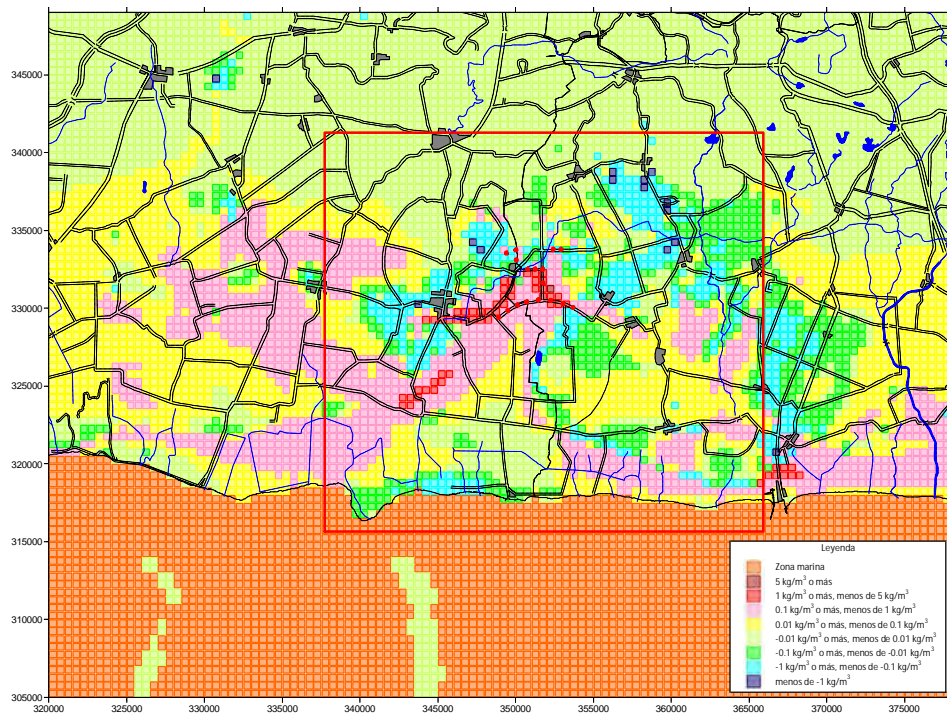 345000
340000
335000
330000
325000
320000
315000
310000
305000
320000 325000 330000 335000 340000 345000 350000 355000 360000 365000 370000 375000
Leyenda
Zona marina
5 kg/m³ o más
1 kg/m³ o más, menos de 5 kg/m³
0.1 kg/m³ o más, menos de 1 kg/m³
0.01 kg/m³ o más, menos de 0.1 kg/m³
-0.01 kg/m³ o más, menos de 0.01 kg/m³
-0.1 kg/m³ o más, menos de -0.01 kg/m³
-1 kg/m³ o más, menos de -0.1 kg/m³
menos de -1 kg/m³